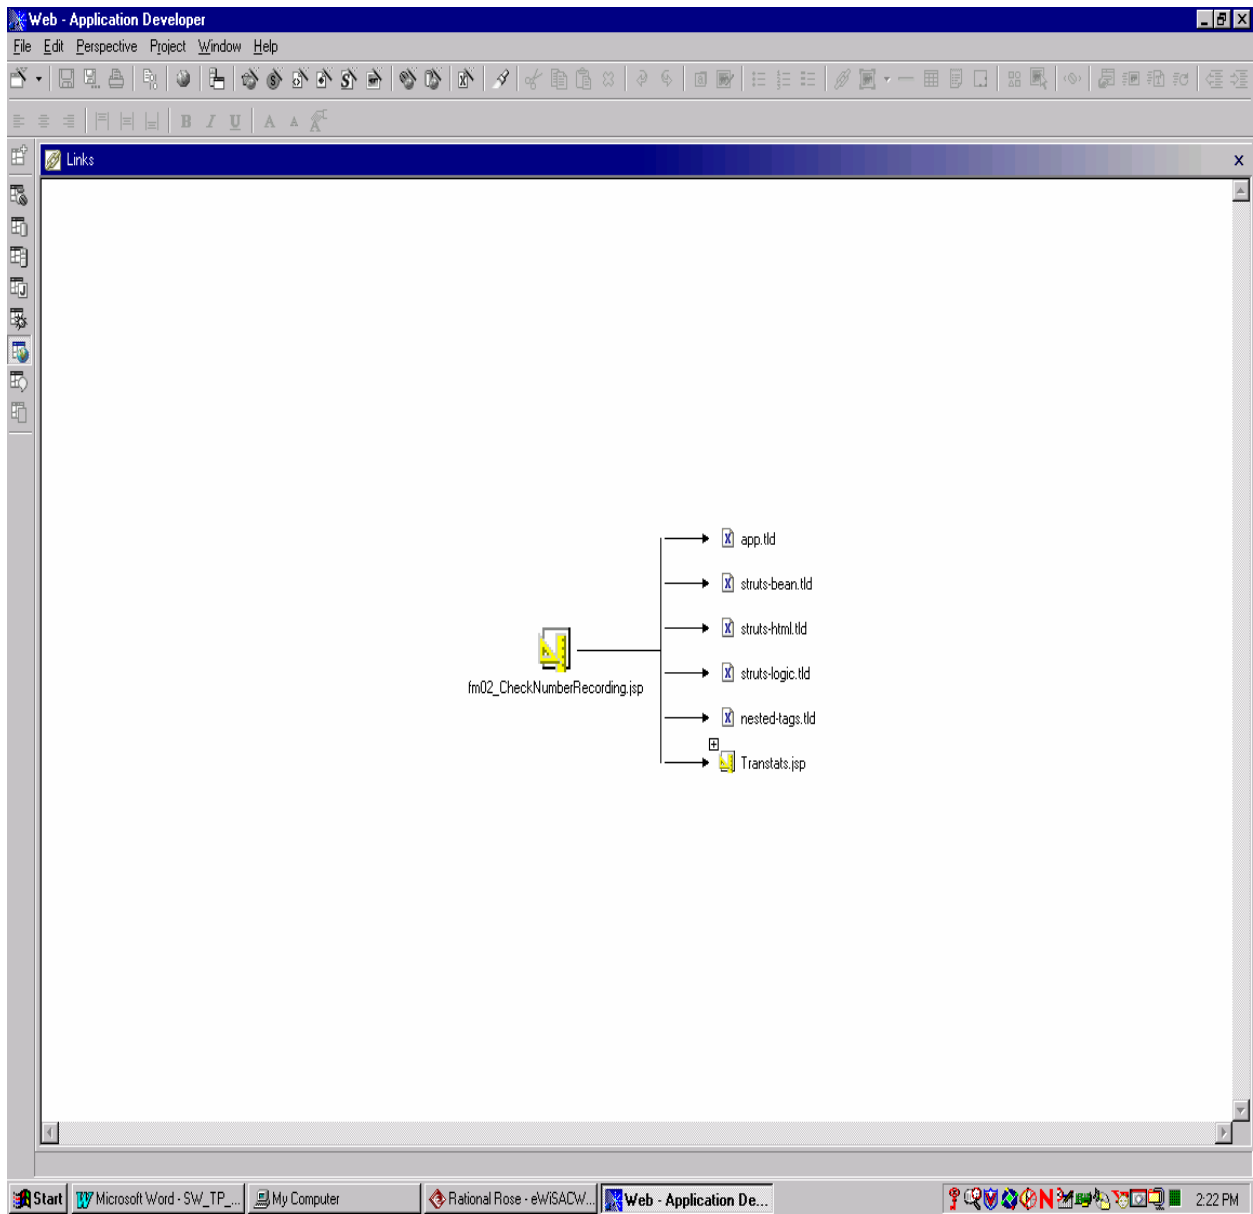 Web - Application Developer
File Edit Perspective Project Window Help
B I U A A
Links
app.tld
struts-bean.tld
struts-html.tld
fm02_CheckNumberRecording.jsp
struts-logic.tld
nested-tags.tld
Transtats.jsp
Start Microsoft Word - SW_TP_... My Computer Rational Rose - eWiSACW... Web - Application De... 2:22 PM